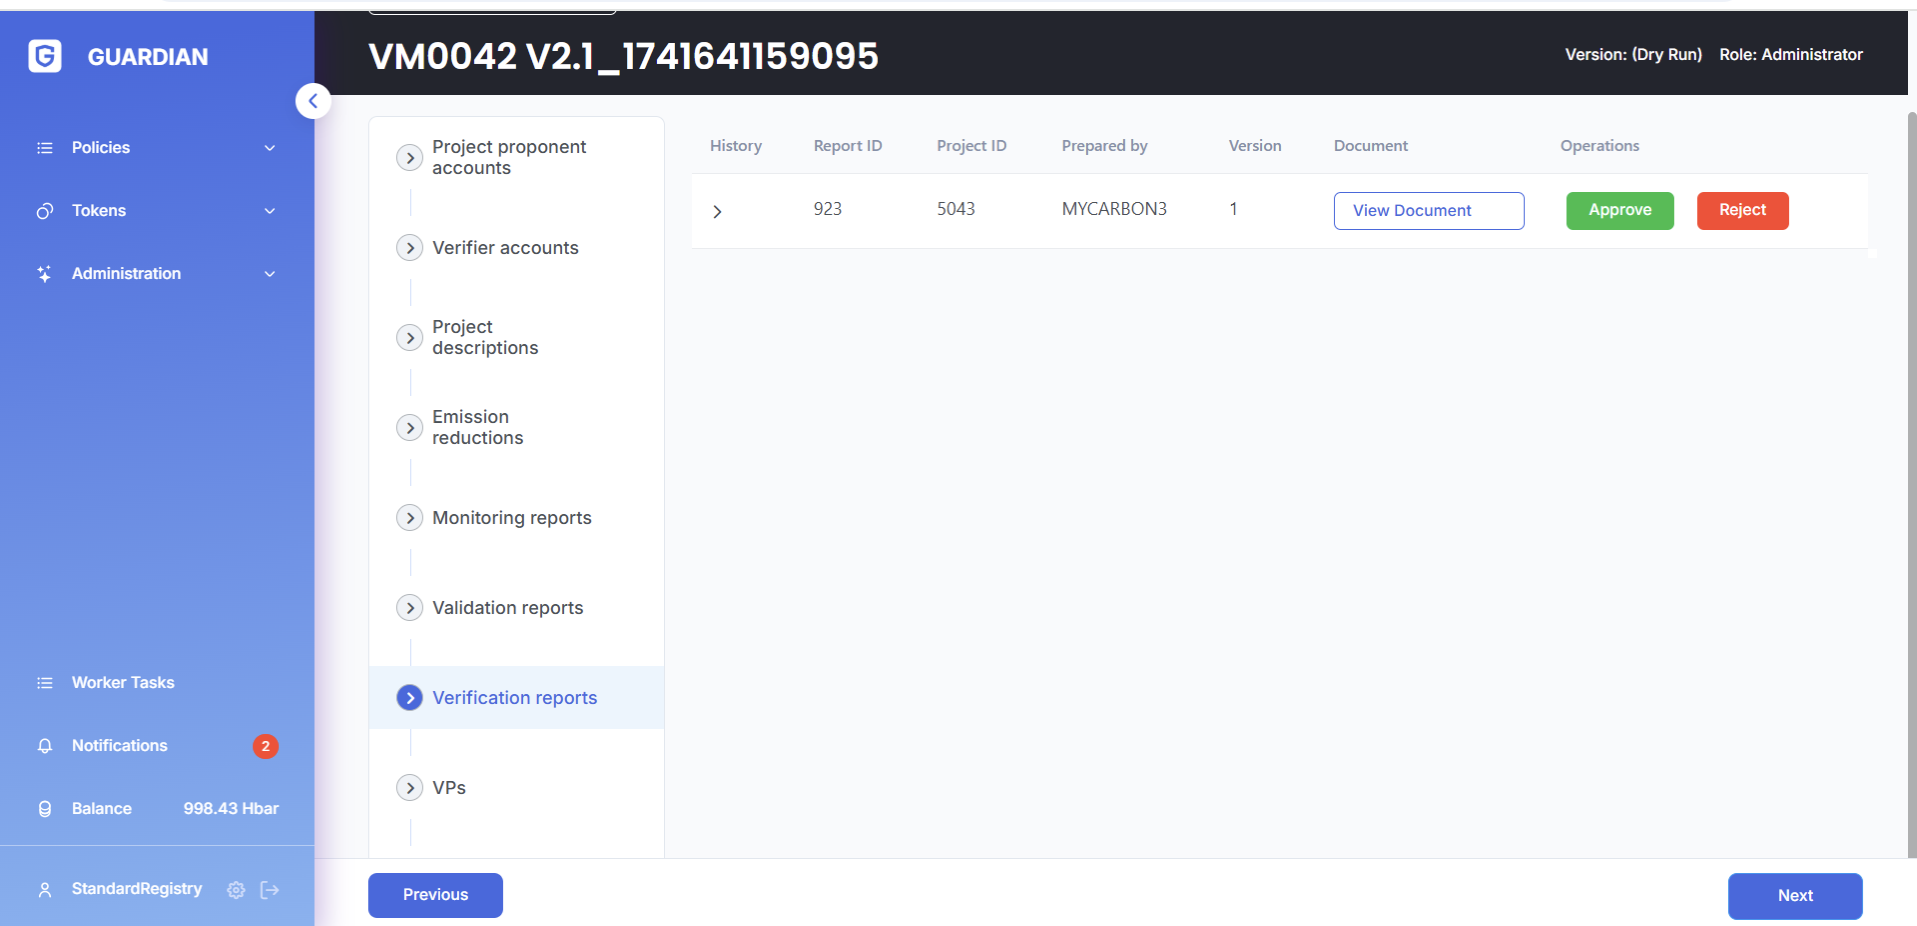 GUARDIAN
VM0042 V2.1_1741641159095
Version: (Dry Run) Role: Administrator
Policies
Tokens
Administration
Worker Tasks
Notifications 2
Balance 998.43 Hbar
StandardRegistry
Project proponent
accounts
Verifier accounts
Project
descriptions
Emission
reductions
Monitoring reports
Validation reports
Verification reports
VPs
History Report ID Project ID Prepared by Version Document Operations
923 5043 MYCARBON3 1 View Document Approve Reject
Previous
Next